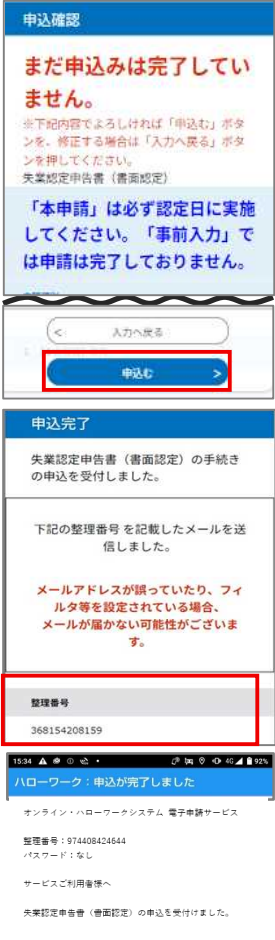 申込確認
まだ申込みは完了してい
ません。
※下記内容でよろしければ「申込む」ボタ
ンを、修正する場合は「入力へ戻る」ボタ
ンを押してください。
失業認定申告書（書面認定）
「本申請」は必ず認定日に実施
してください。「事前入力」で
は申請は完了しておりません。
< 入力へ戻る
申込む >
申込完了
失業認定申告書（書面認定）の手続き
の申込を受付しました。
下記の整理番号 を記載したメールを送
信しました。
メールアドレスが誤っていたり、フィ
ルタ等を設定されている場合、
メールが届かない可能性がございま
す。
整理番号
368154208159
15:34 4G 92%
ハローワーク：申込が完了しました
オンライン・ハローワークシステム 電子申請サービス
整理番号：974408424644
パスワード：なし
サービスご利用者様へ
失業認定申告書（書面認定）の申込を受付けました。